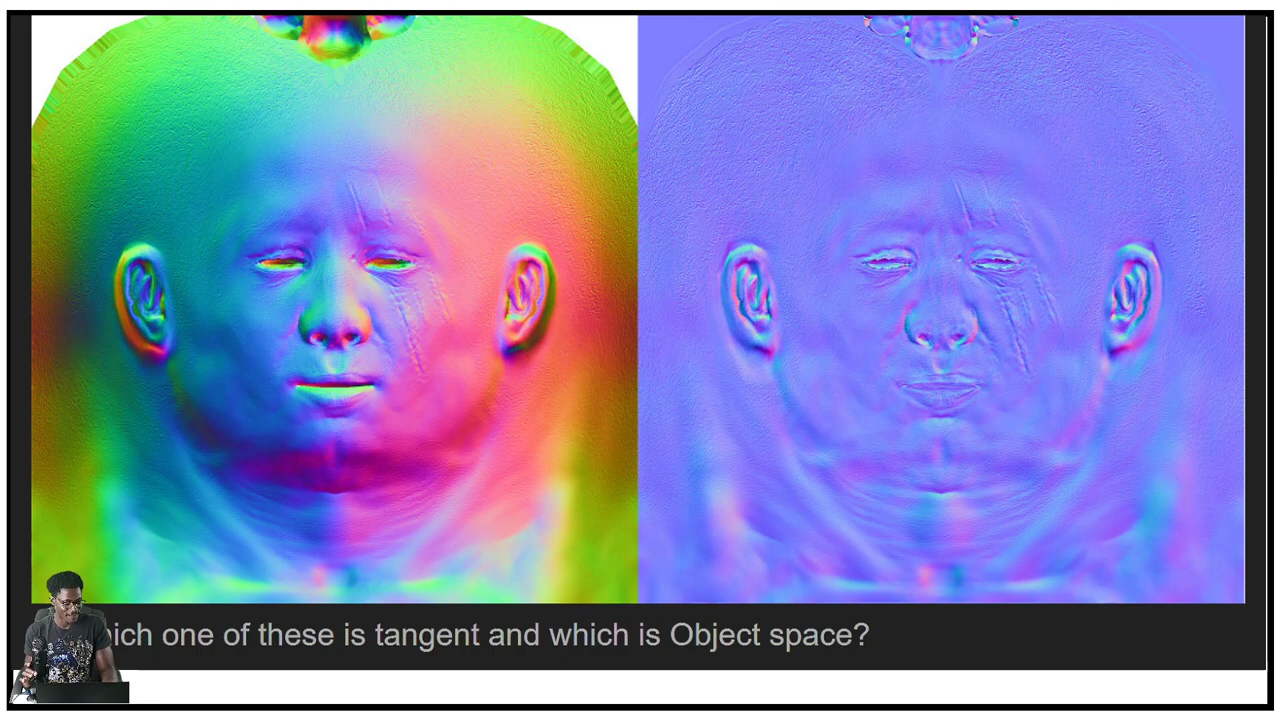 ich one of these is tangent and which is Object space?